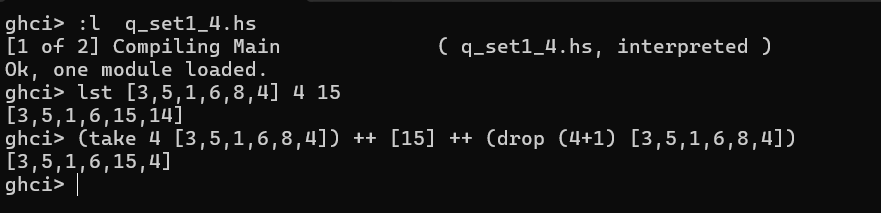 ghci> :l  q_set1_4.hs
[1 of 2] Compiling Main             ( q_set1_4.hs, interpreted )
Ok, one module loaded.
ghci> lst [3,5,1,6,8,4] 4 15
[3,5,1,6,15,14]
ghci> (take 4 [3,5,1,6,8,4]) ++ [15] ++ (drop (4+1) [3,5,1,6,8,4])
[3,5,1,6,15,4]
ghci>